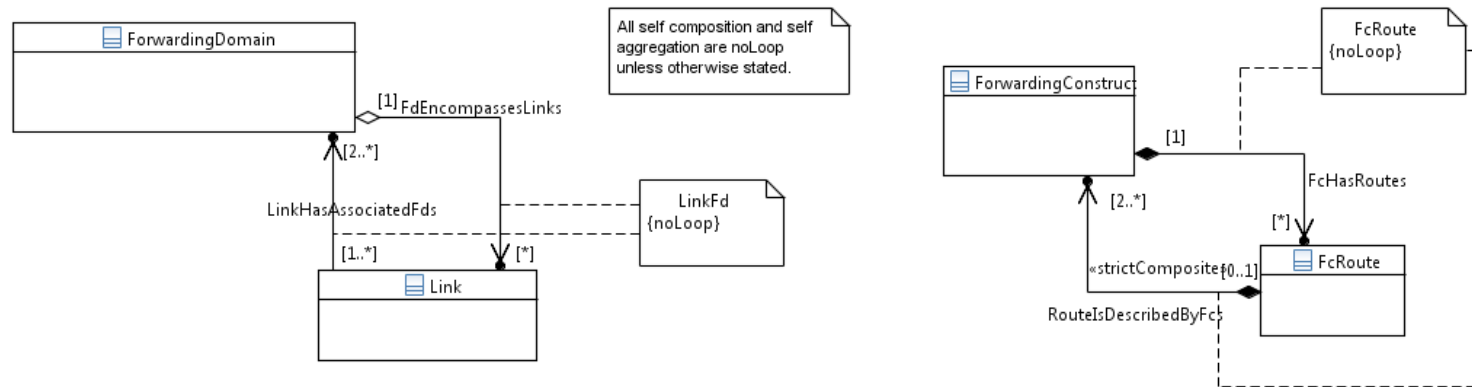 ForwardingDomain
All self composition and self
aggregation are noLoop
unless otherwise stated.
FcRoute
{noLoop}
ForwardingConstruct
[1]
FdEncompassesLinks
[1]
[2..*]
FcHasRoutes
LinkHasAssociatedFds
LinkFd
{noLoop}
[2..*]
[*]
[1..*]
[*]
FcRoute
«strictComposite»
[0..1]
Link
RouteIsDescribedByFcs